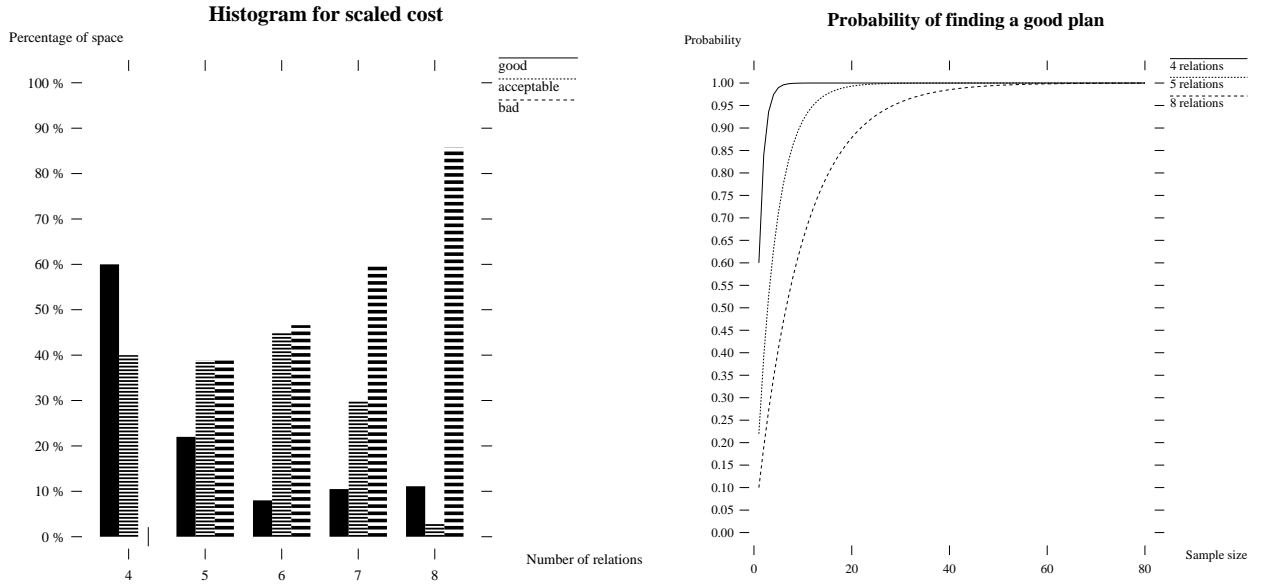 Histogram for scaled cost
Percentage of space
good
acceptable
bad
100 %
90 %
80 %
70 %
60 %
50 %
40 %
30 %
20 %
10 %
0 %
4 5 6 7 8
Number of relations
Probability of finding a good plan
Probability
4 relations
5 relations
8 relations
1.00
0.95
0.90
0.85
0.80
0.75
0.70
0.65
0.60
0.55
0.50
0.45
0.40
0.35
0.30
0.25
0.20
0.15
0.10
0.05
0.00
Sample size
0 20 40 60 80